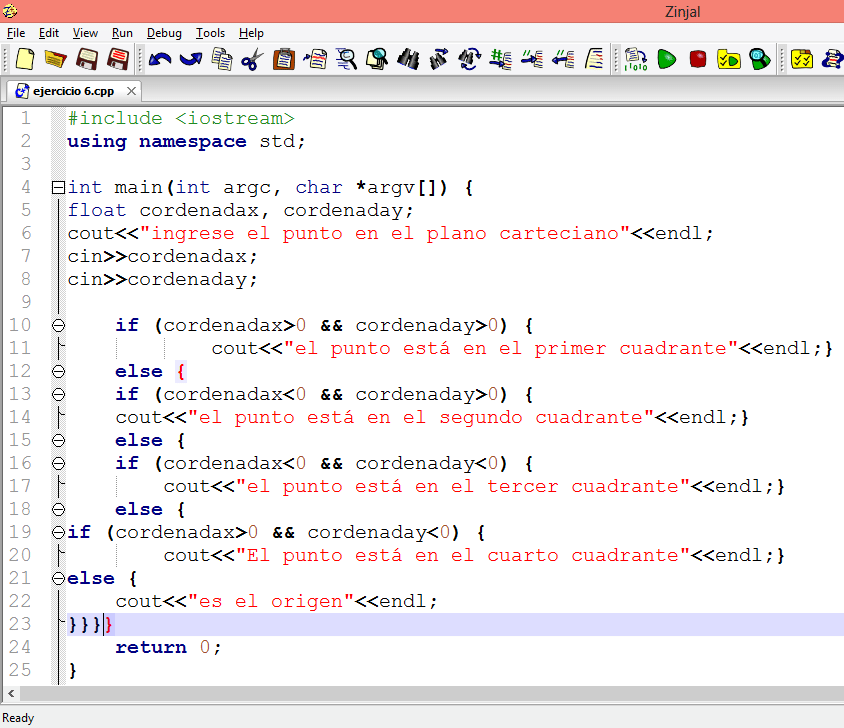 Zinjal
File Edit View Run Debug Tools Help
ejercicio 6.cpp
1 #include <iostream>
2 using namespace std;
3
4 int main(int argc, char *argv[]) {
5 float cordenadax, cordenaday;
6 cout<<"ingrese el punto en el plano carteciano"<<endl;
7 cin>>cordenadax;
8 cin>>cordenaday;
9
10 if (cordenadax>0 && cordenaday>0) {
11 cout<<"el punto está en el primer cuadrante"<<endl;}
12 else {
13 if (cordenadax<0 && cordenaday>0) {
14 cout<<"el punto está en el segundo cuadrante"<<endl;}
15 else {
16 if (cordenadax<0 && cordenaday<0) {
17 cout<<"el punto está en el tercer cuadrante"<<endl;}
18 else {
19 if (cordenadax>0 && cordenaday<0) {
20 cout<<"El punto está en el cuarto cuadrante"<<endl;}
21 else {
22 cout<<"es el origen"<<endl;
23 }}}}
24 return 0;
25 }
Ready